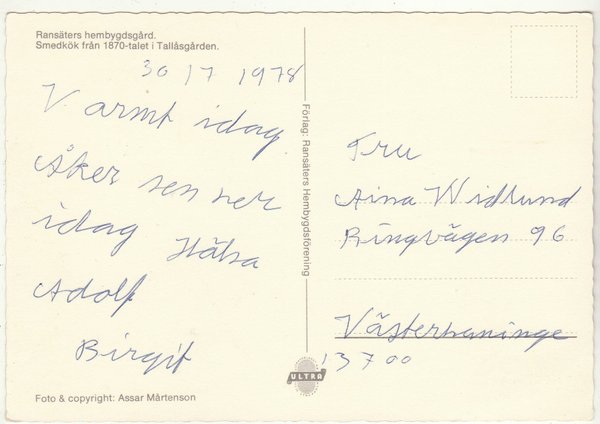 Ransäters hembygdsgård.
Smedkök från 1870-talet i Tallåsgården.
30 17 1978
Varmt idag
Åker sen ner
idag Hälsa
Adolf
Birgit
Foto & copyright: Assar Mårtenson
Förlag: Ransäters Hembygdsförening
ULTRA
Fru
Aina Widlund
Ringvägen 96
Västerhaninge
13700